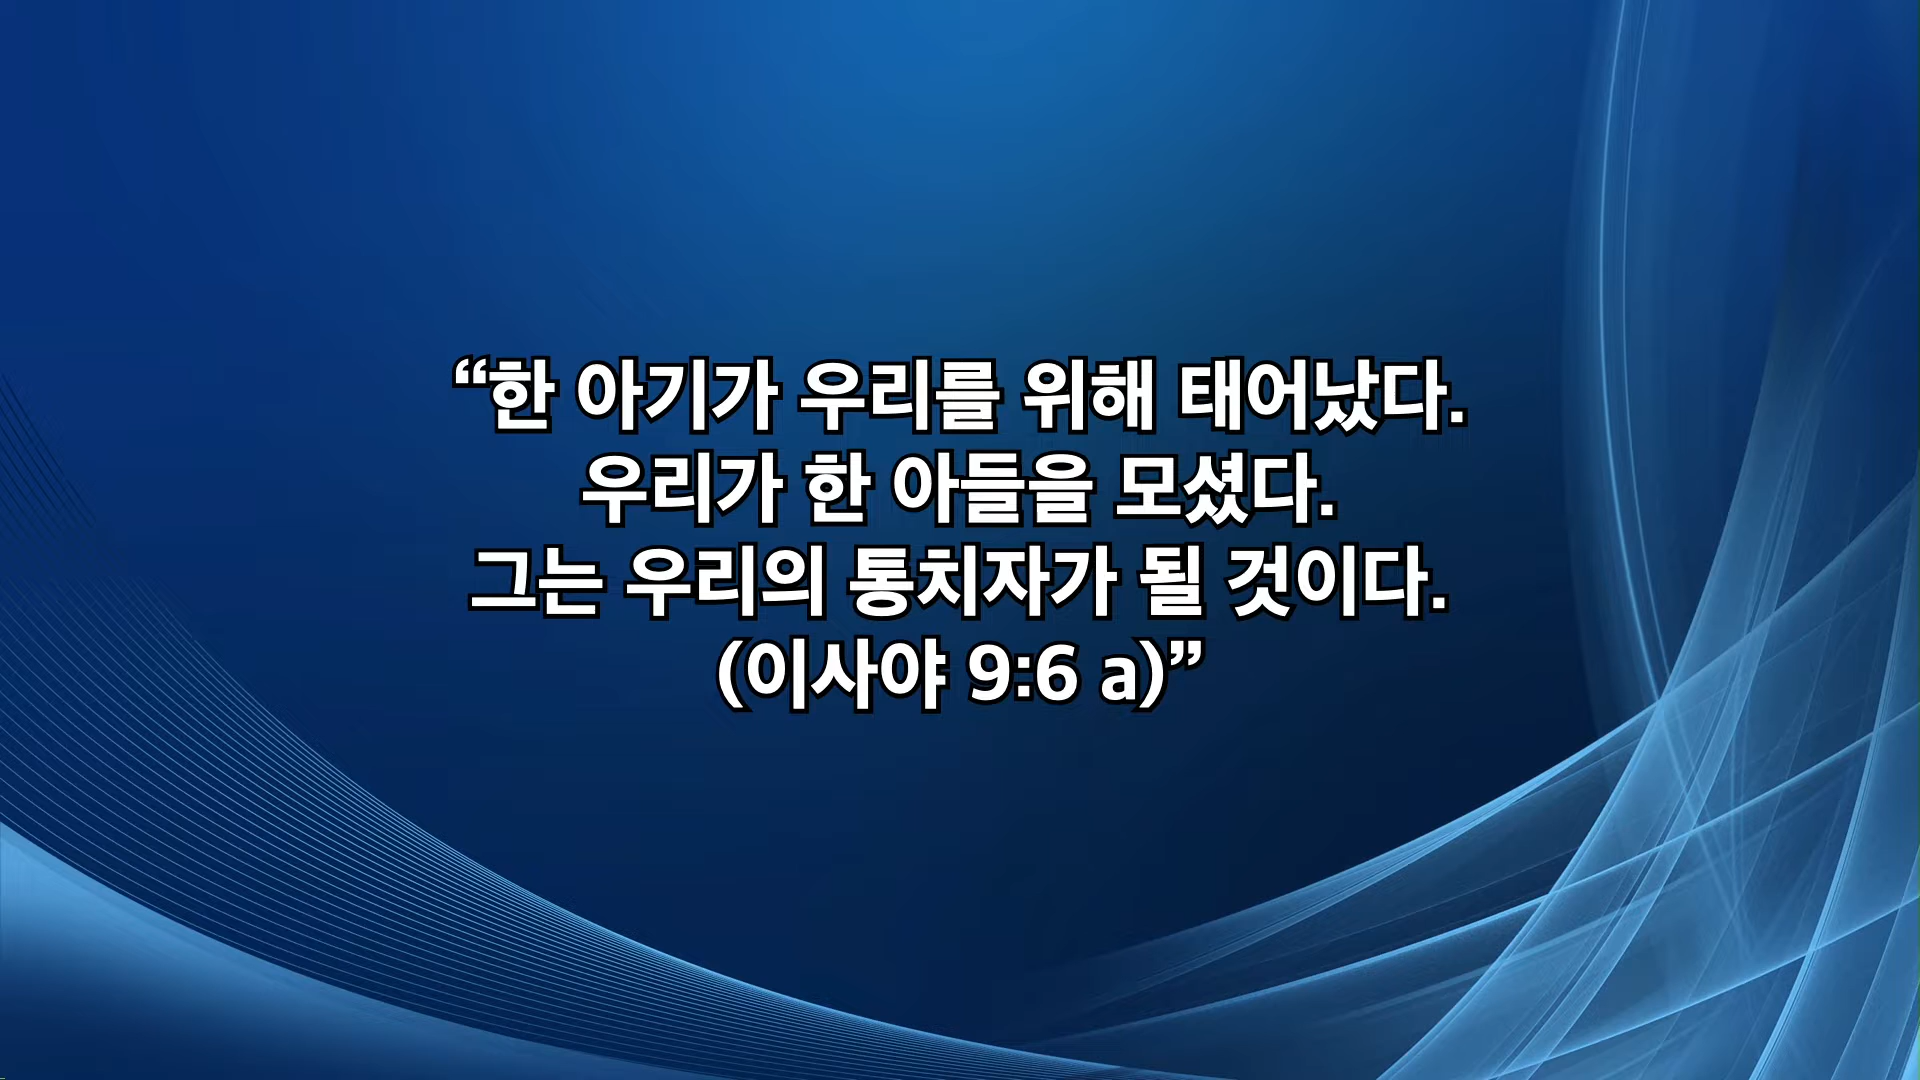 “한 아기가 우리를 위해 태어났다.
우리가 한 아들을 모셨다.
그는 우리의 통치자가 될 것이다.
(이사야 9:6 a)”